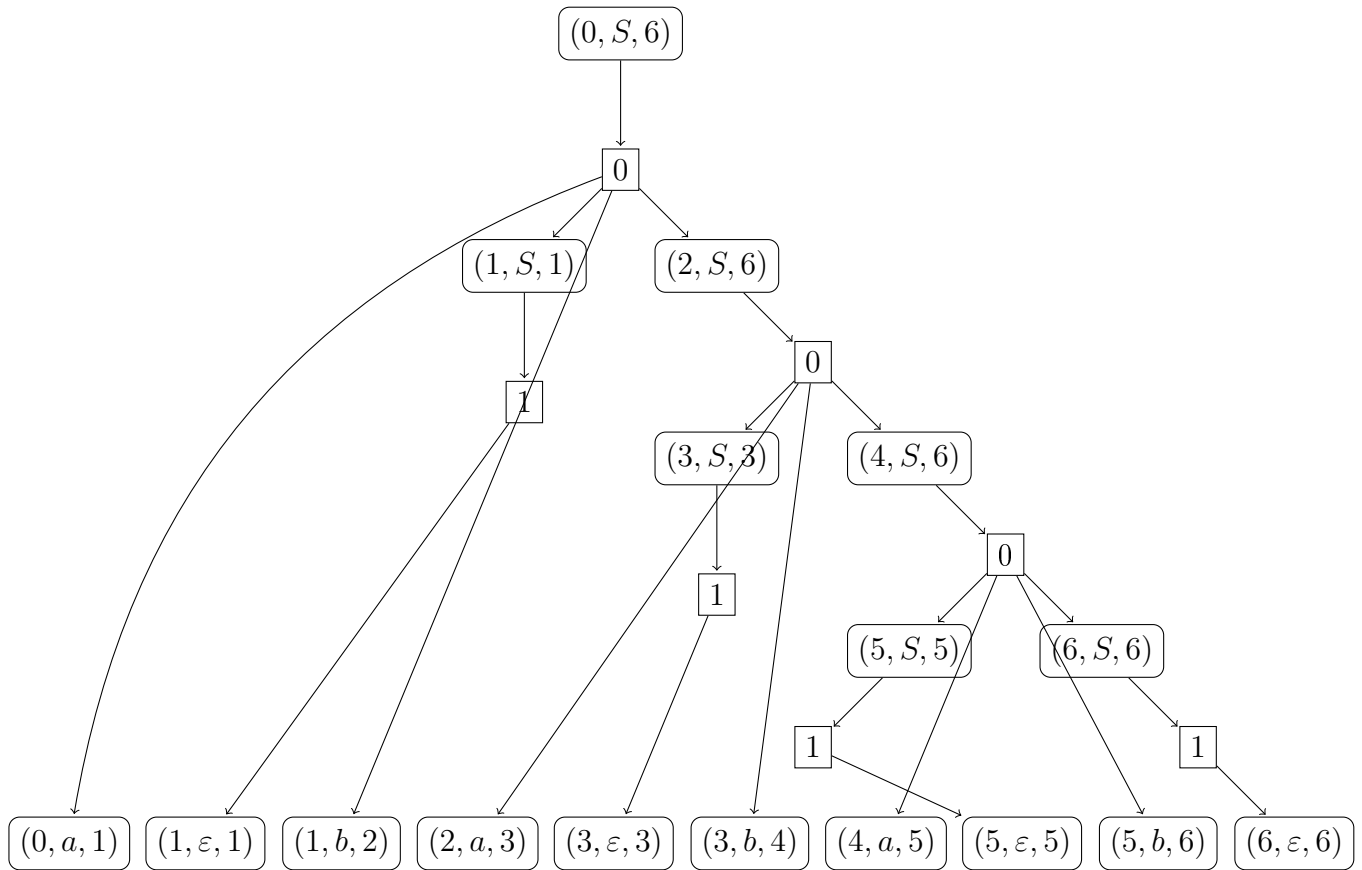 (0, S, 6)
0
(1, S, 1) (2, S, 6)
0
1
(3, S, 3) (4, S, 6)
0
1
(5, S, 5) (6, S, 6)
1 1
(0, a, 1) (1, ε, 1) (1, b, 2) (2, a, 3) (3, ε, 3) (3, b, 4) (4, a, 5) (5, ε, 5) (5, b, 6) (6, ε, 6)